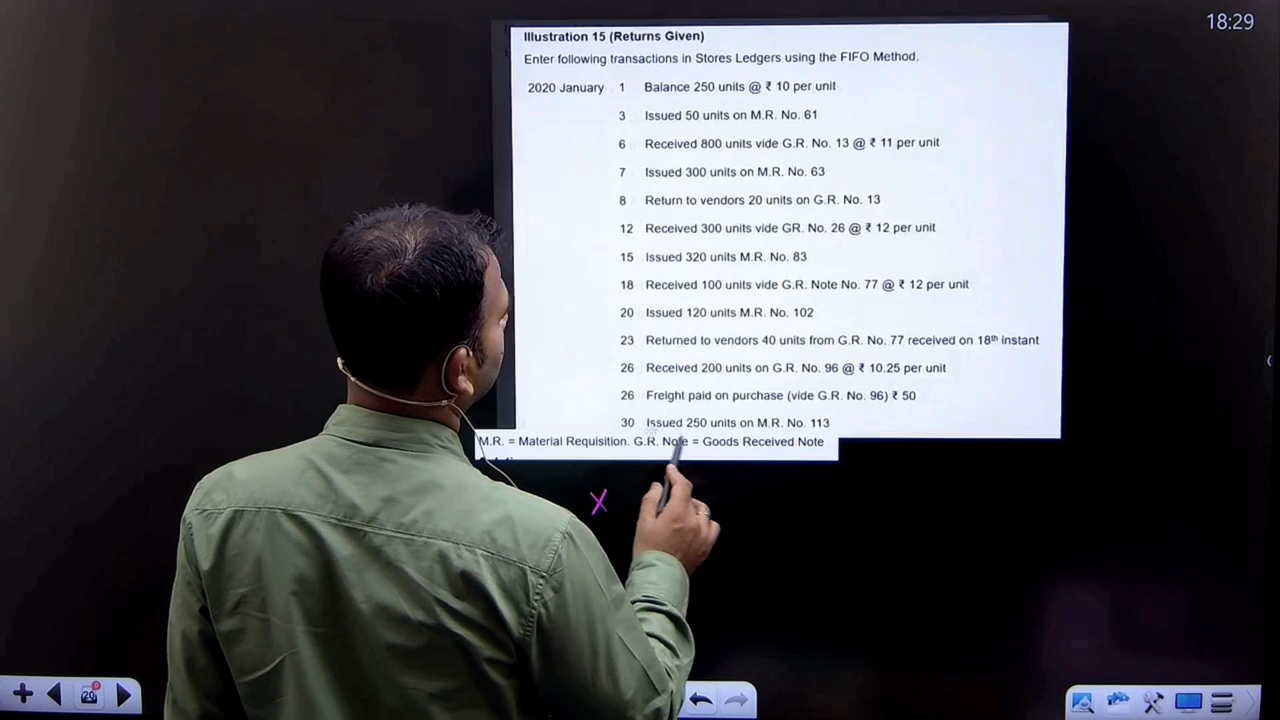 18:29
Illustration 15 (Returns Given)
Enter following transactions in Stores Ledgers using the FIFO Method.
2020 January 1 Balance 250 units @ ₹ 10 per unit
3 Issued 50 units on M.R. No. 61
6 Received 800 units vide G.R. No. 13 @ ₹ 11 per unit
7 Issued 300 units on M.R. No. 63
8 Return to vendors 20 units on G.R. No. 13
12 Received 300 units vide GR. No. 26 @ ₹ 12 per unit
15 Issued 320 units M.R. No. 83
18 Received 100 units vide G.R. Note No. 77 @ ₹ 12 per unit
20 Issued 120 units M.R. No. 102
23 Returned to vendors 40 units from G.R. No. 77 received on 18th instant
26 Received 200 units on G.R. No. 96 @ ₹ 10.25 per unit
26 Freight paid on purchase (vide G.R. No. 96) ₹ 50
30 Issued 250 units on M.R. No. 113
M.R. = Material Requisition. G.R. Note = Goods Received Note
X
20